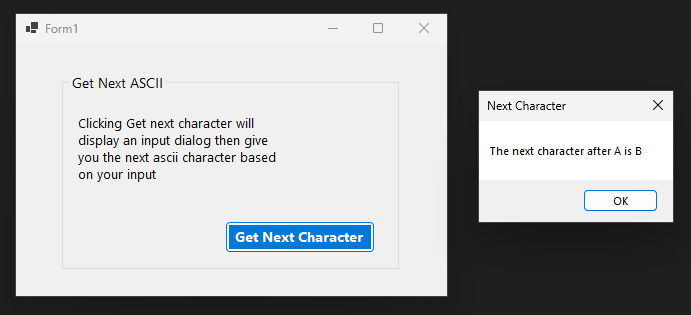 Form1
Get Next ASCII
Clicking Get next character will
display an input dialog then give
you the next ascii character based
on your input
Get Next Character
Next Character
The next character after A is B
OK